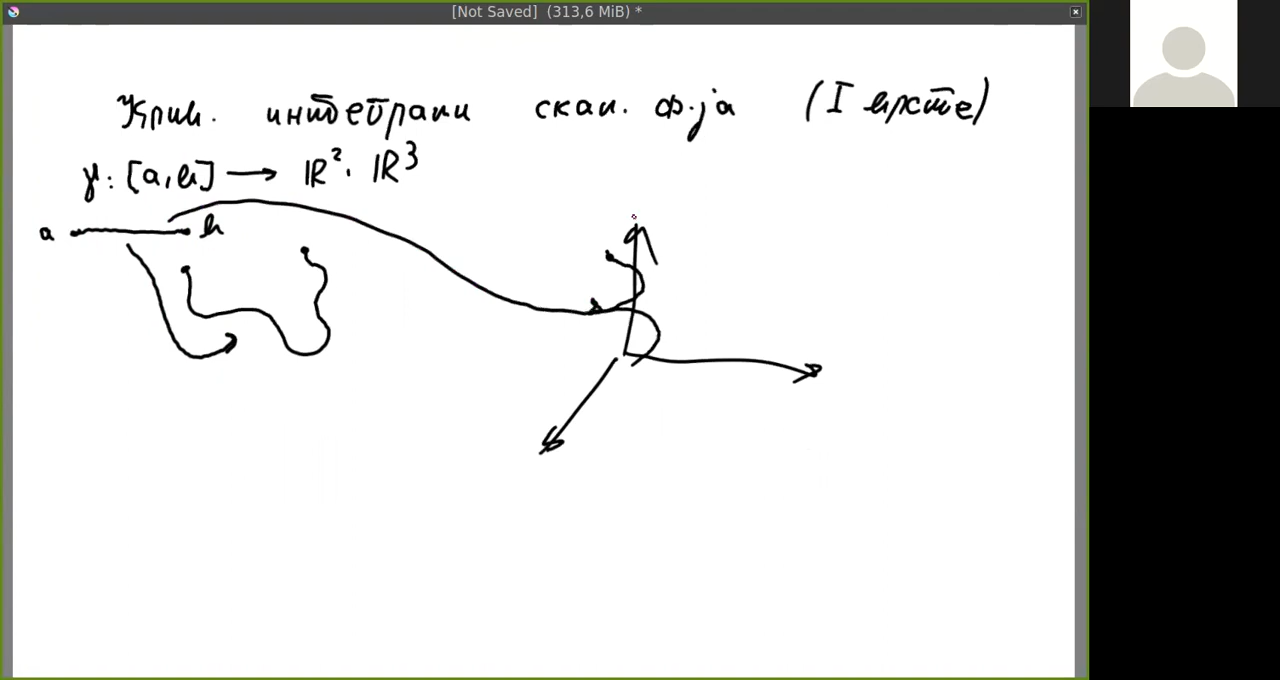 [Not Saved] (313,6 MiB) *
Крив. интеграли скал. ф-ја (I врсте)
γ: [a, b] → ℝ², ℝ³
a b